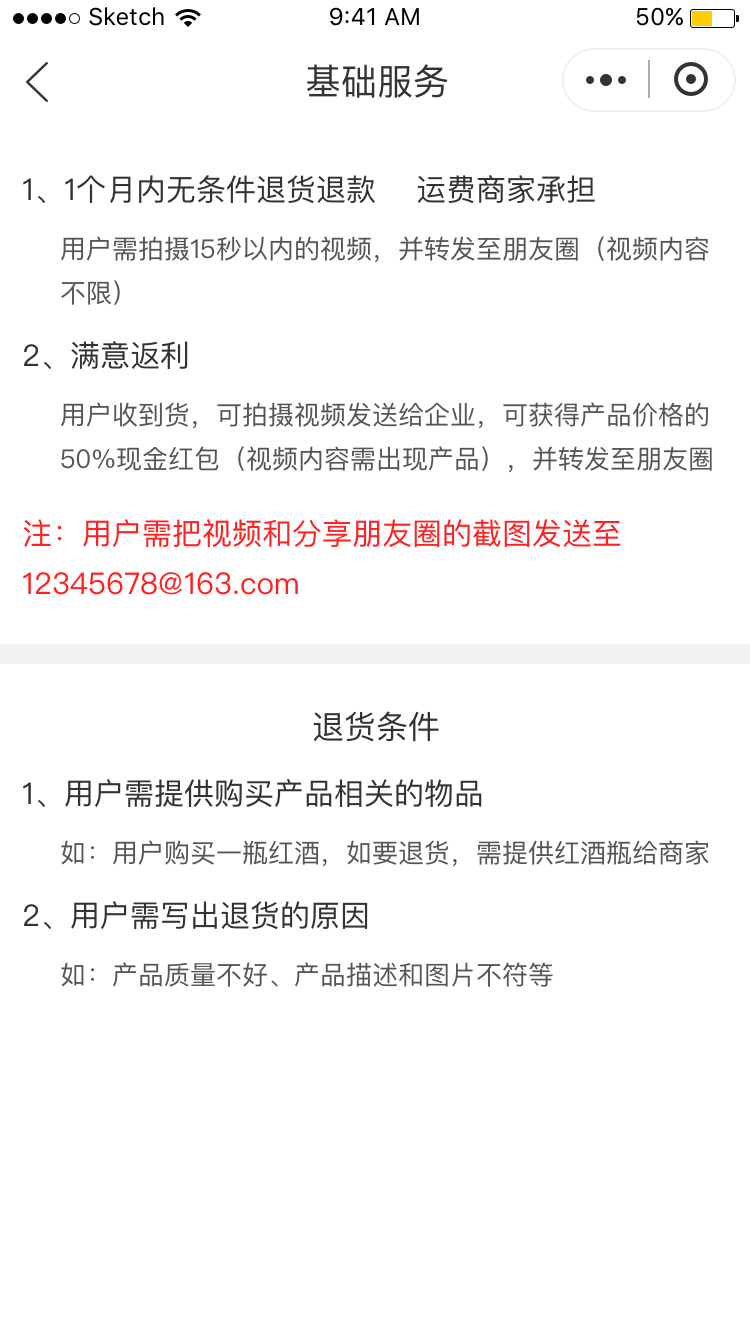 Sketch 9:41 AM 50%
基础服务
1、1个月内无条件退货退款 运费商家承担
用户需拍摄15秒以内的视频，并转发至朋友圈（视频内容
不限）
2、满意返利
用户收到货，可拍摄视频发送给企业，可获得产品价格的
50%现金红包（视频内容需出现产品），并转发至朋友圈
注：用户需把视频和分享朋友圈的截图发送至
12345678@163.com
退货条件
1、用户需提供购买产品相关的物品
如：用户购买一瓶红酒，如要退货，需提供红酒瓶给商家
2、用户需写出退货的原因
如：产品质量不好、产品描述和图片不符等